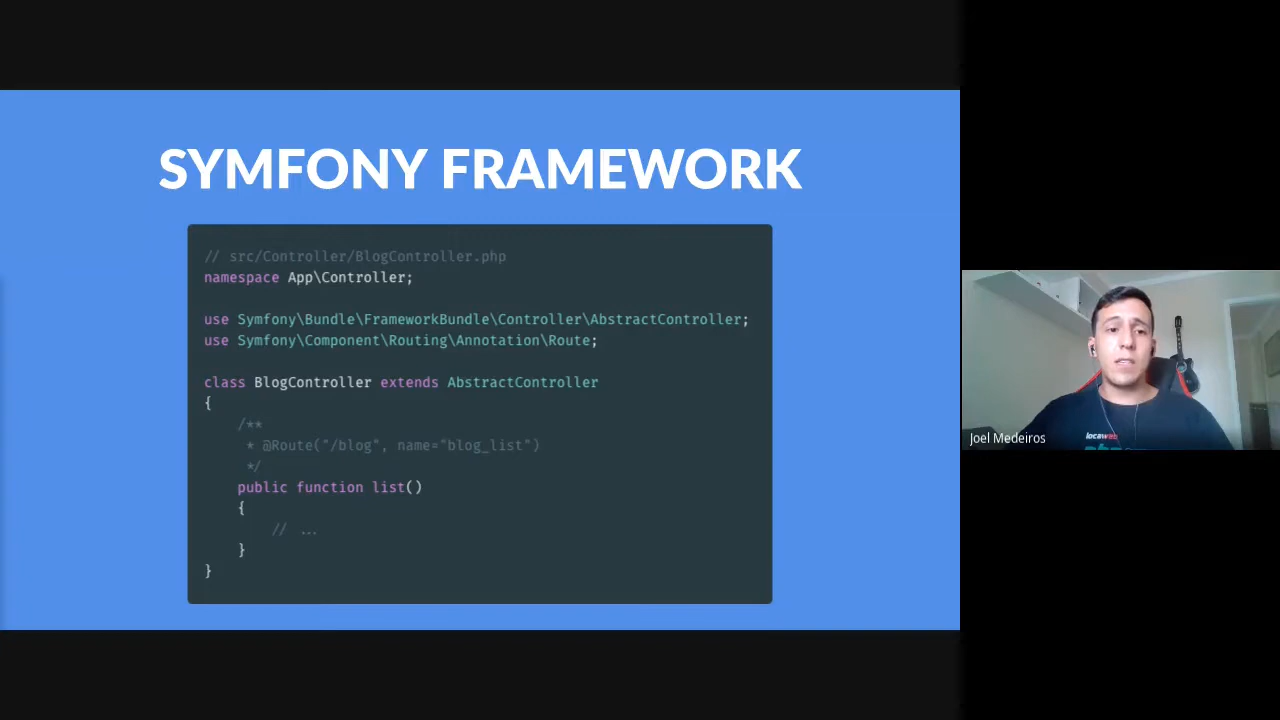 SYMFONY FRAMEWORK
// src/Controller/BlogController.php
namespace App\Controller;
use Symfony\Bundle\FrameworkBundle\Controller\AbstractController;
use Symfony\Component\Routing\Annotation\Route;
class BlogController extends AbstractController
{
/**
* @Route("/blog", name="blog_list")
*/
public function list()
{
// ...
}
}
locaweb
Joel Medeiros